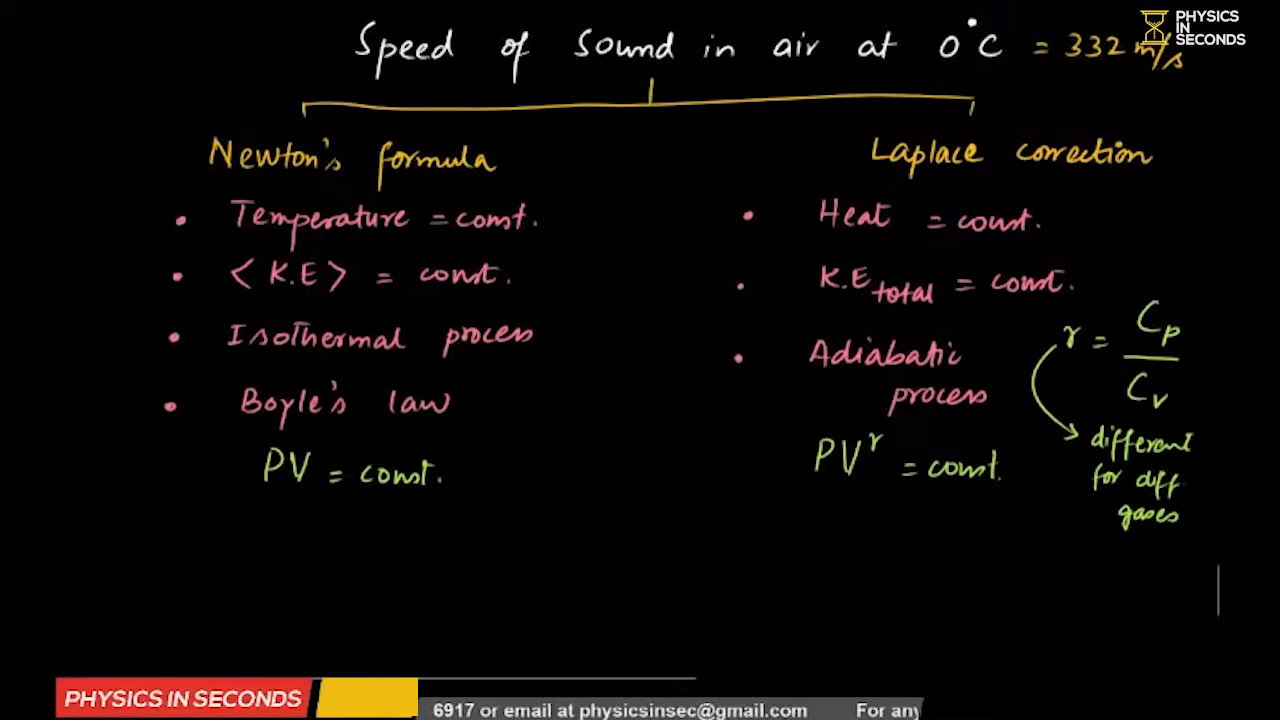 PHYSICS
IN
SECONDS
Speed of Sound in air at 0°C = 332 m/s
Newton's formula
• Temperature = const.
• <K.E> = const.
• Isothermal process
• Boyle's law
PV = const.
Laplace correction
• Heat = const.
• K.E total = const.
• Adiabatic
process
PV^γ = const.
γ = Cp
Cv
different
for diff
gases
PHYSICS IN SECONDS
6917 or email at physicsinsec@gmail.com For any